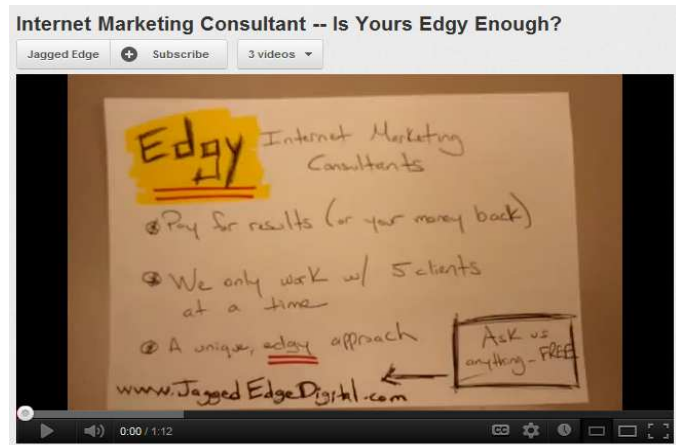 Internet Marketing Consultant -- Is Yours Edgy Enough?
Jagged Edge Subscribe 3 videos
Edgy Internet Marketing
Consultants
Pay for results (or your money back)
We only work w/ 5 clients
at a time
A unique, edgy approach
Ask us
anything - FREE
www.JaggedEdgeDigital.com
0:00 / 1:12
CC